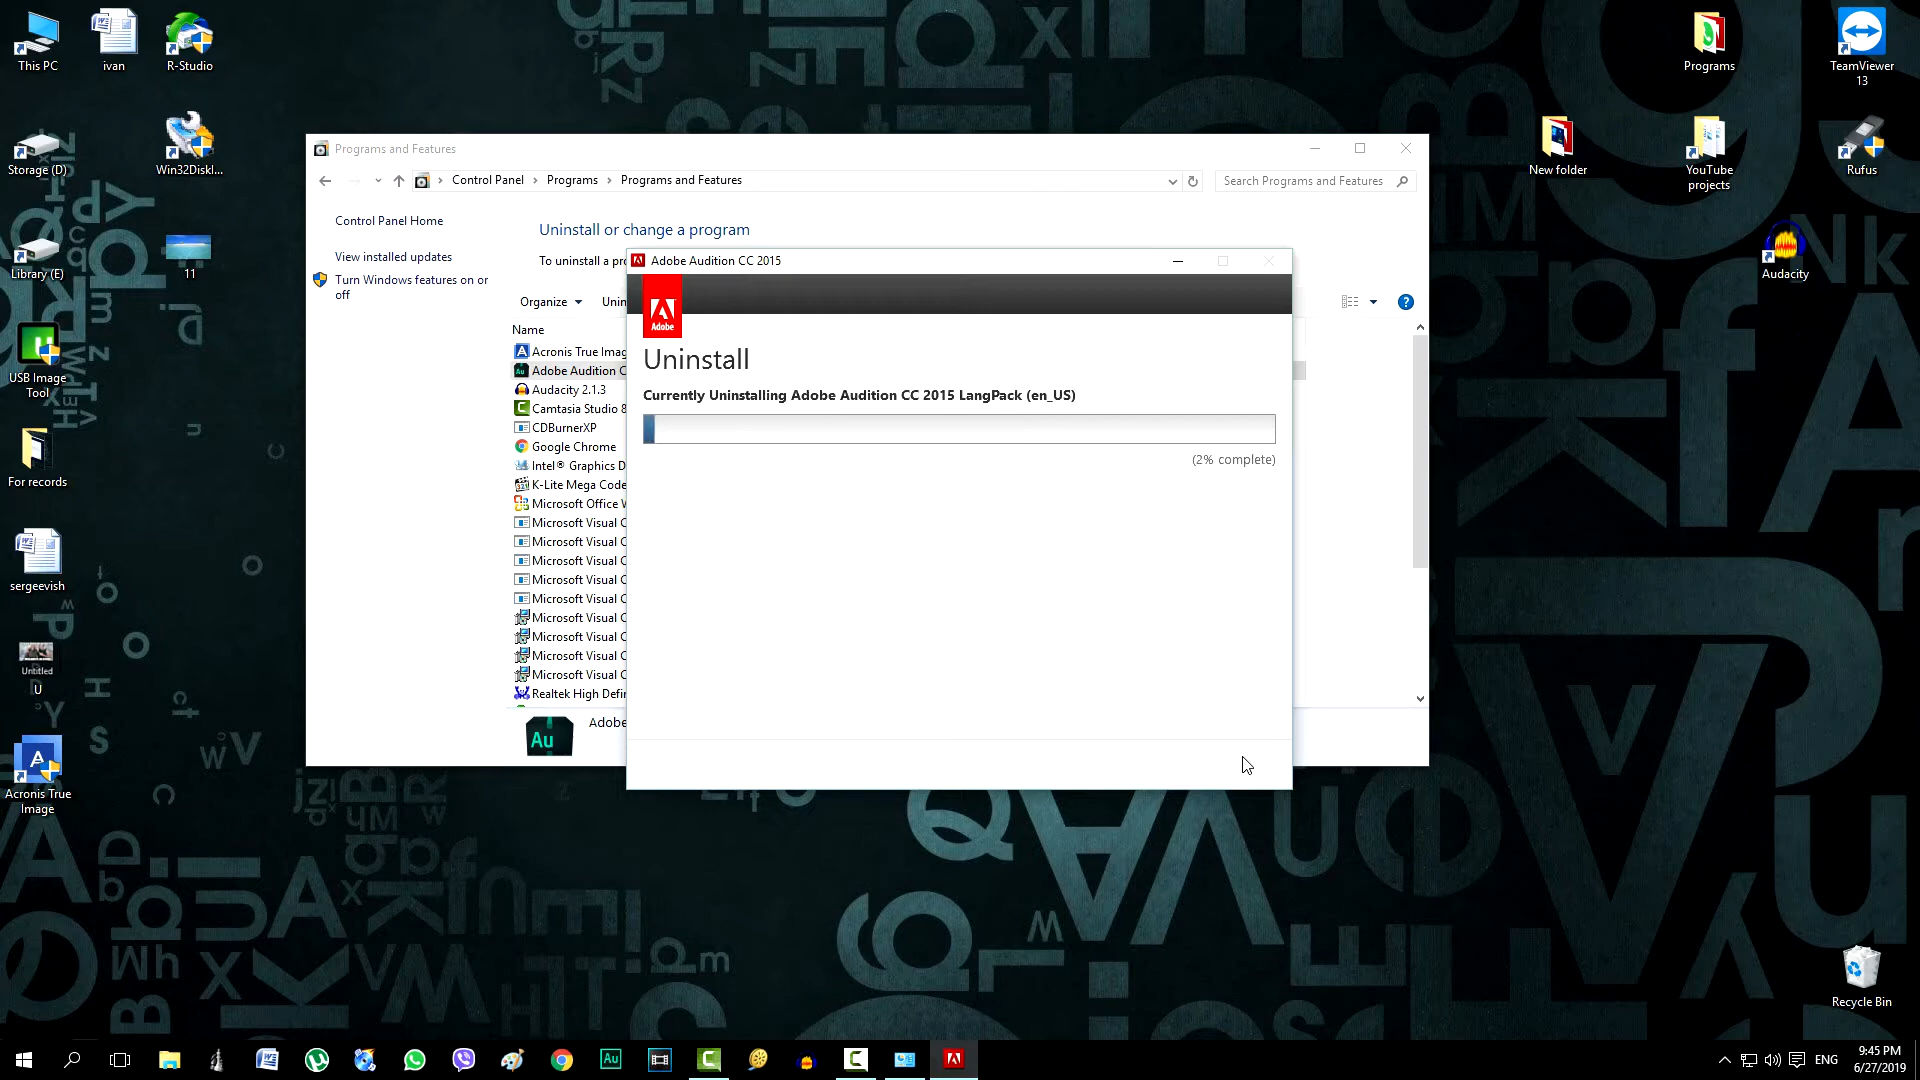 This PC
ivan
R-Studio
Programs
TeamViewer
13
Storage (D)
Win32DiskI...
New folder
YouTube
projects
Rufus
Library (E)
11
Audacity
USB Image
Tool
For records
sergeevish
Untitled
U
Acronis True
Image
Recycle Bin
Programs and Features
Control Panel
Programs
Programs and Features
Search Programs and Features
Control Panel Home
View installed updates
Turn Windows features on or
off
Uninstall or change a program
To uninstall a pro
Organize
Unin
Name
Acronis True Imag
Adobe Audition C
Audacity 2.1.3
Camtasia Studio 8
CDBurnerXP
Google Chrome
Intel® Graphics D
K-Lite Mega Code
Microsoft Office W
Microsoft Visual C
Microsoft Visual C
Microsoft Visual C
Microsoft Visual C
Microsoft Visual C
Microsoft Visual C
Microsoft Visual C
Microsoft Visual C
Microsoft Visual C
Realtek High Defin
Au
Adobe
Adobe Audition CC 2015
Adobe
Uninstall
Currently Uninstalling Adobe Audition CC 2015 LangPack (en_US)
(2% complete)
Au
ENG
9:45 PM
6/27/2019